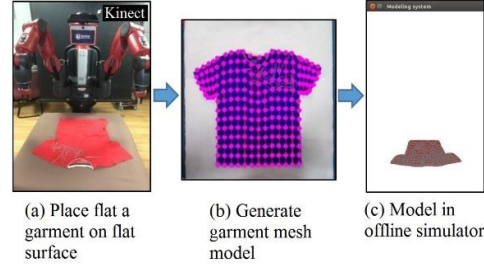 Kinect
Modeling system
(a) Place flat a
garment on flat
surface
(b) Generate
garment mesh
model
(c) Model in
offline simulator